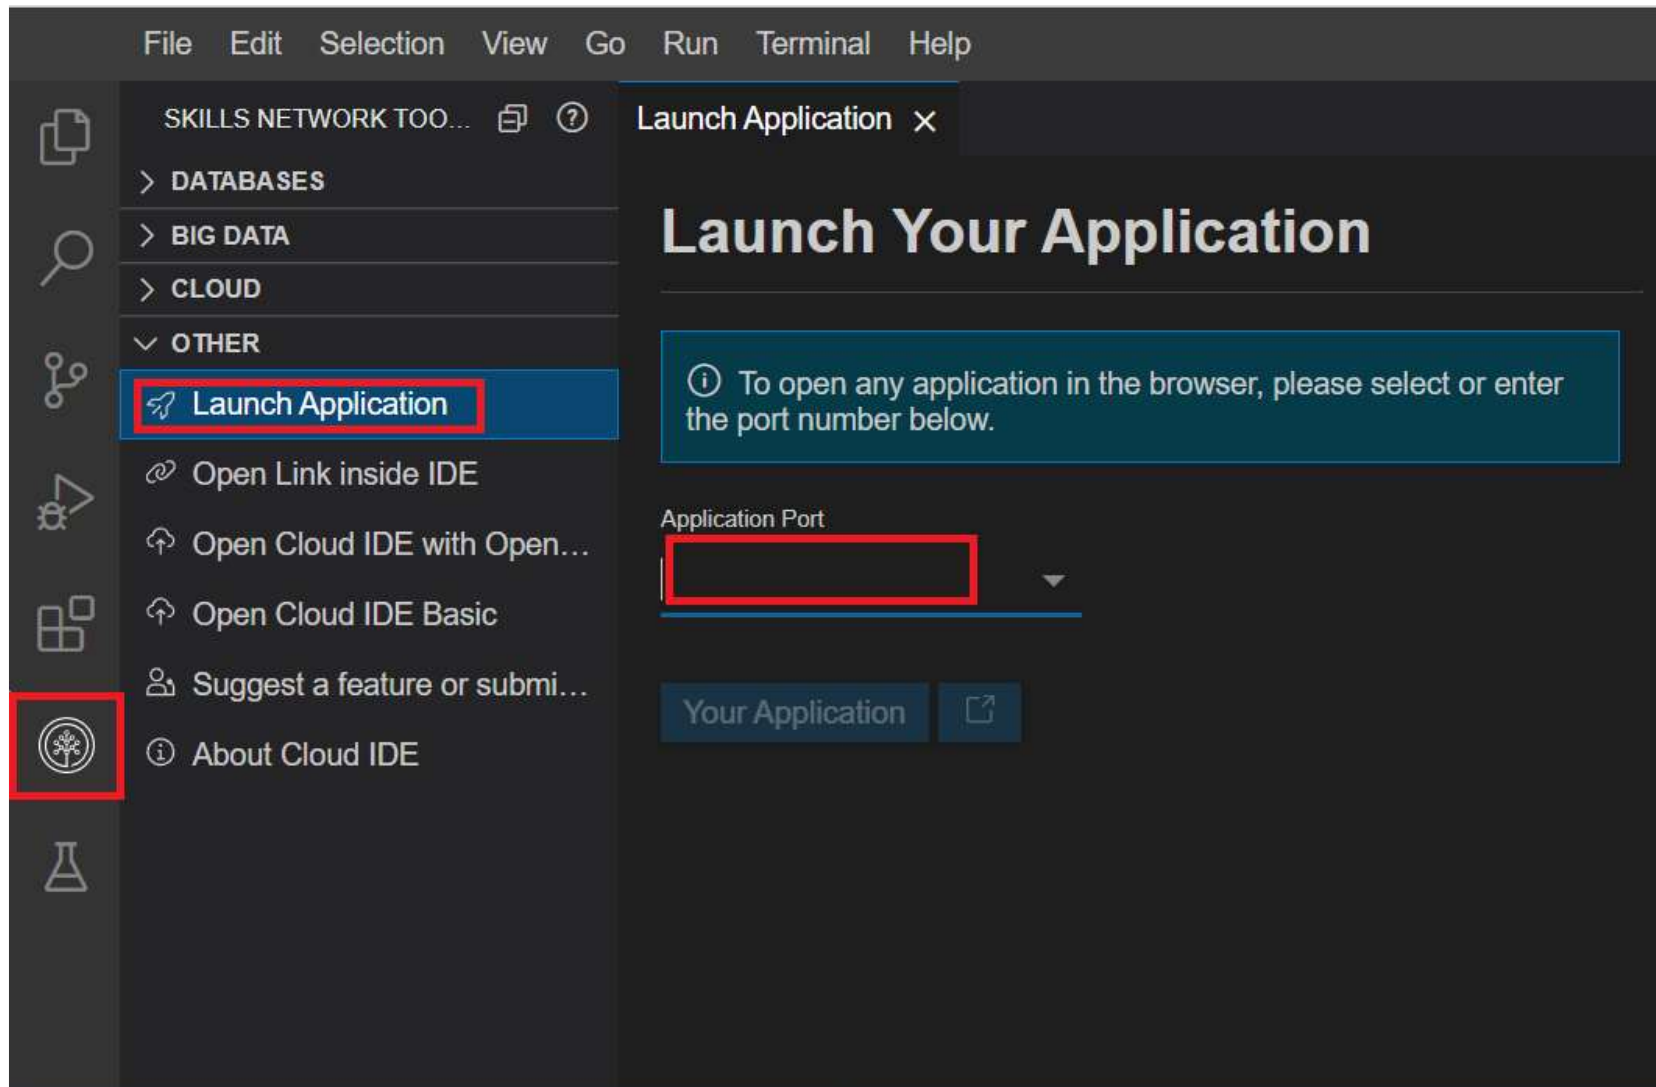 File Edit Selection View Go Run Terminal Help
SKILLS NETWORK TOO...
DATABASES
BIG DATA
CLOUD
OTHER
Launch Application
Open Link inside IDE
Open Cloud IDE with Open...
Open Cloud IDE Basic
Suggest a feature or submi...
About Cloud IDE
Launch Application
Launch Your Application
To open any application in the browser, please select or enter
the port number below.
Application Port
Your Application